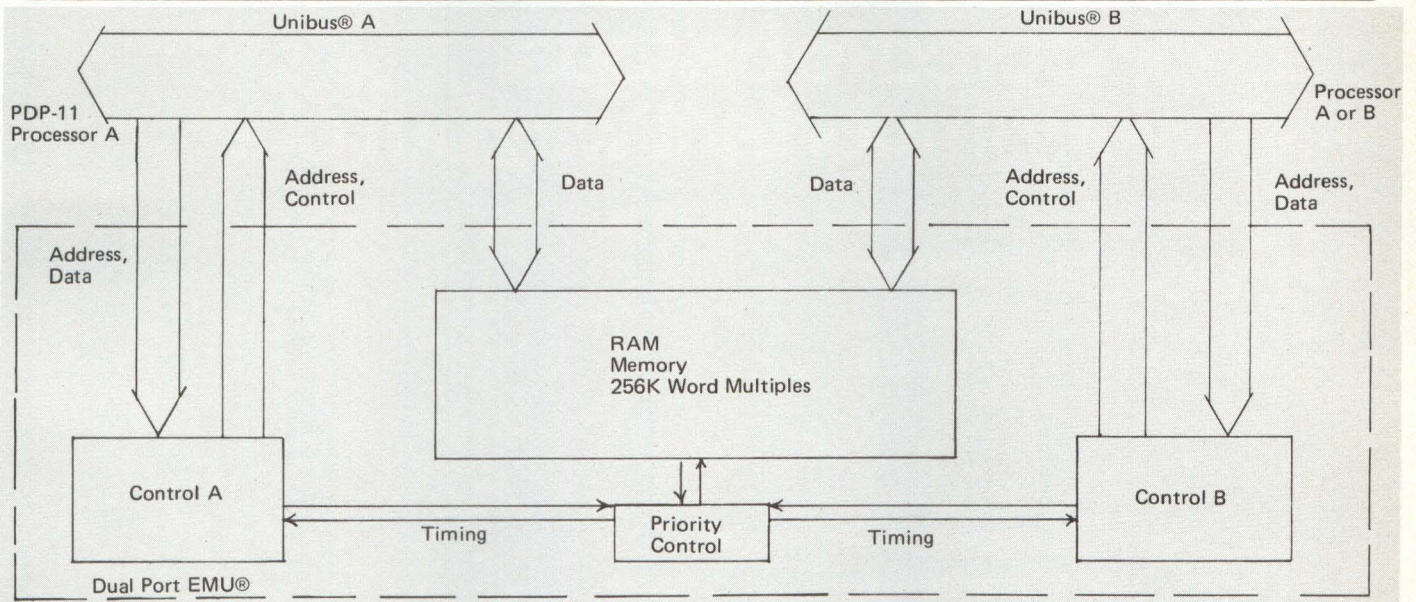 Unibus® A
Unibus® B
PDP-11
Processor A
Processor
A or B
Address,
Control
Data
Data
Address,
Control
Address,
Data
Address,
Data
RAM
Memory
256K Word Multiples
Control A
Timing
Priority
Control
Timing
Control B
Dual Port EMU®